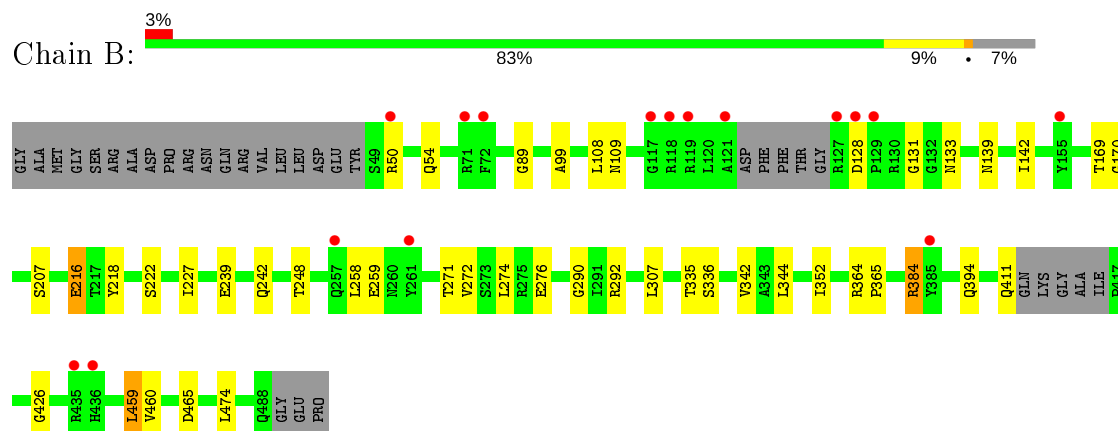 3%
Chain B:
83% 9% • 7%
GLY ALA MET GLY SER ARG ALA ASP PRO ARG ASN GLN ARG VAL LEU LEU ASP GLU TYR S49 R50 Q54 R71 F72 G89 A99 L108 N109 G117 R118 R119 L120 A121 ASP PHE PHE THR GLY R127 D128 P129 R130 G131 G132 N133 N139 I142 Y155 T169 G170
S207 E216 T217 Y218 S222 I227 E239 Q242 T248 Q257 L258 E259 N260 Y261 T271 V272 S273 L274 R275 E276 G290 I291 R292 L307 T335 S336 V342 A343 L344 I352 R364 P365 R384 Y385 Q394 Q411 GLN LYS GLY ALA ILE P417
G426 R435 H436 L459 V460 D465 L474 Q488 GLY GLU PRO